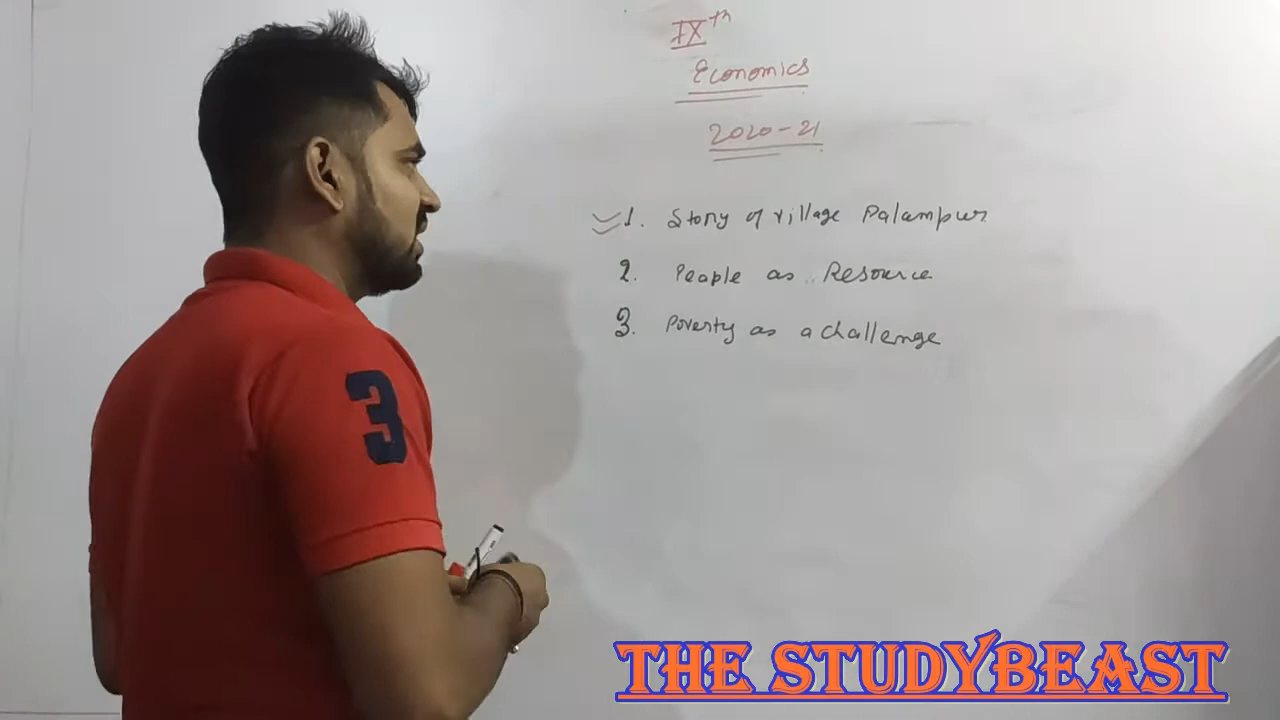 IXth
Economics
2020-21
1. Story of village Palampur
2. People as Resource
3. Poverty as a challenge
3
THE STUDYBEAST